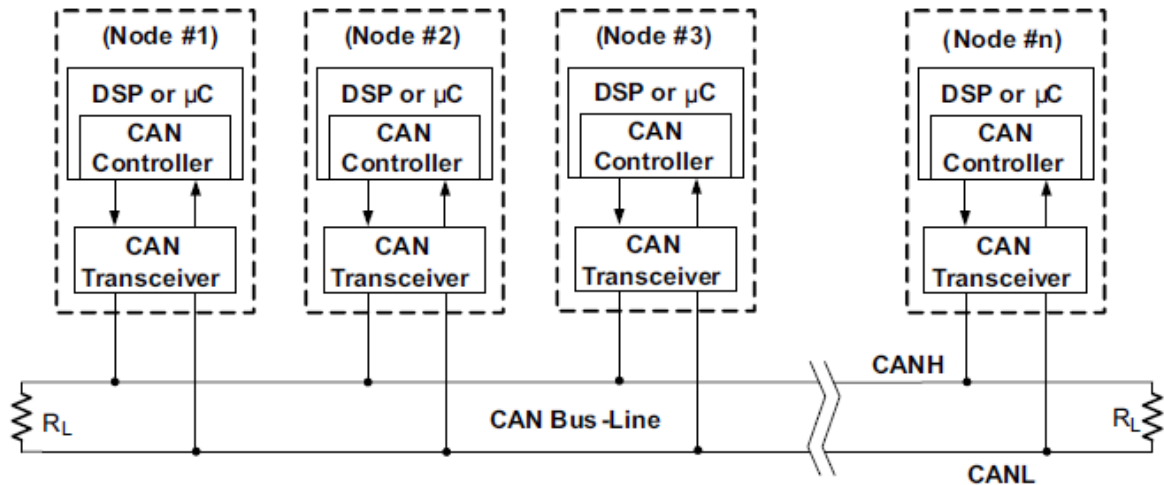 (Node #1)
DSP or µC
CAN
Controller
CAN
Transceiver
(Node #2)
DSP or µC
CAN
Controller
CAN
Transceiver
(Node #3)
DSP or µC
CAN
Controller
CAN
Transceiver
(Node #n)
DSP or µC
CAN
Controller
CAN
Transceiver
CANH
RL
CAN Bus-Line
RL
CANL